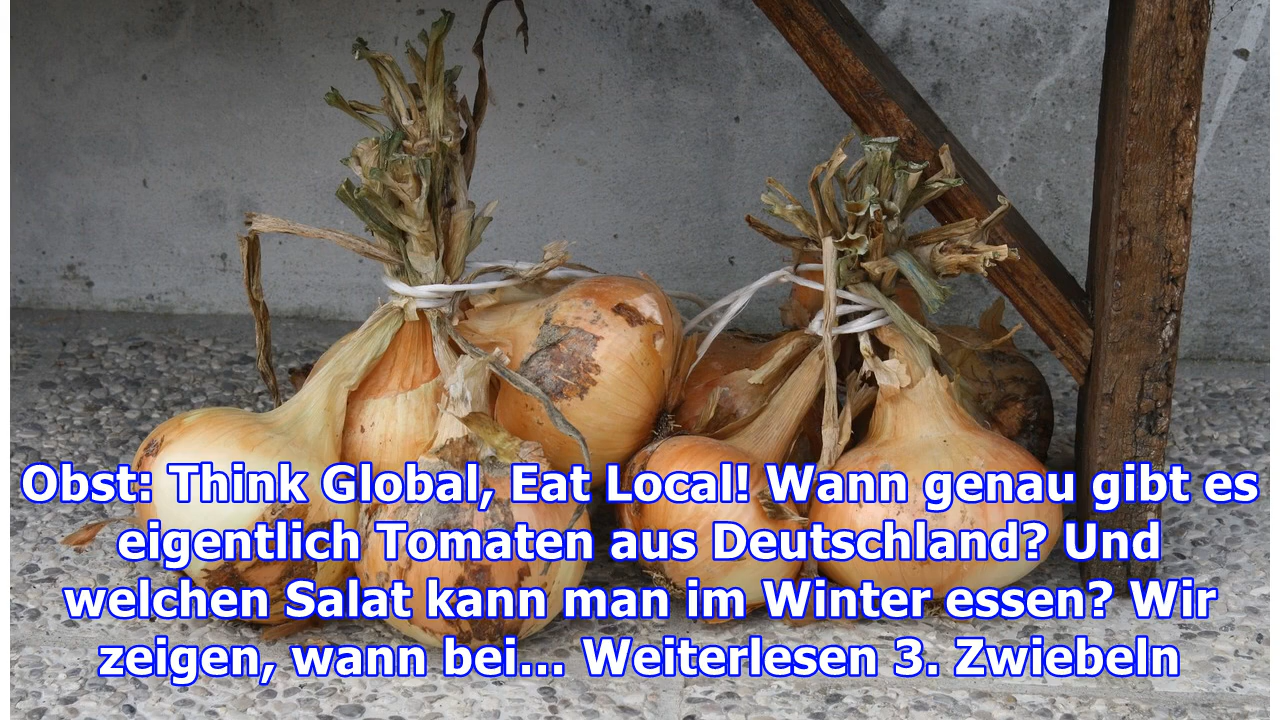 Obst: Think Global, Eat Local! Wann genau gibt es
eigentlich Tomaten aus Deutschland? Und
welchen Salat kann man im Winter essen? Wir
zeigen, wann bei... Weiterlesen 3. Zwiebeln